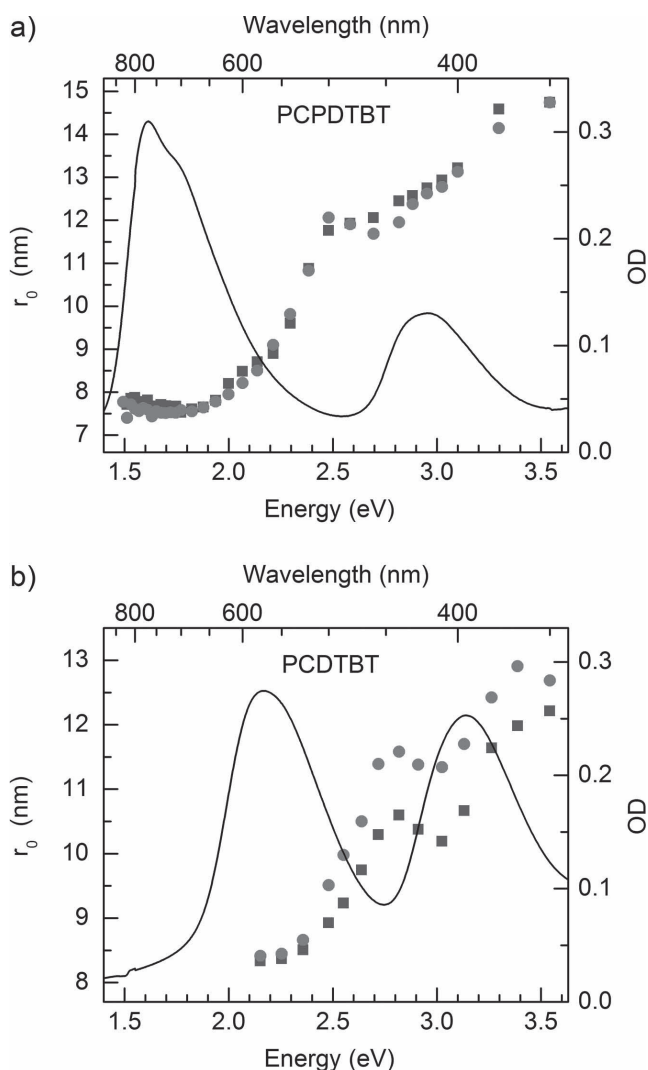 a)
Wavelength (nm)
800 600 400
PCPDTBT
15
14
13
12
11
10
9
8
7
r0 (nm)
0.3
0.2
0.1
0.0
OD
1.5 2.0 2.5 3.0 3.5
Energy (eV)
b)
Wavelength (nm)
800 600 400
PCDTBT
13
12
11
10
9
8
r0 (nm)
0.3
0.2
0.1
0.0
OD
1.5 2.0 2.5 3.0 3.5
Energy (eV)